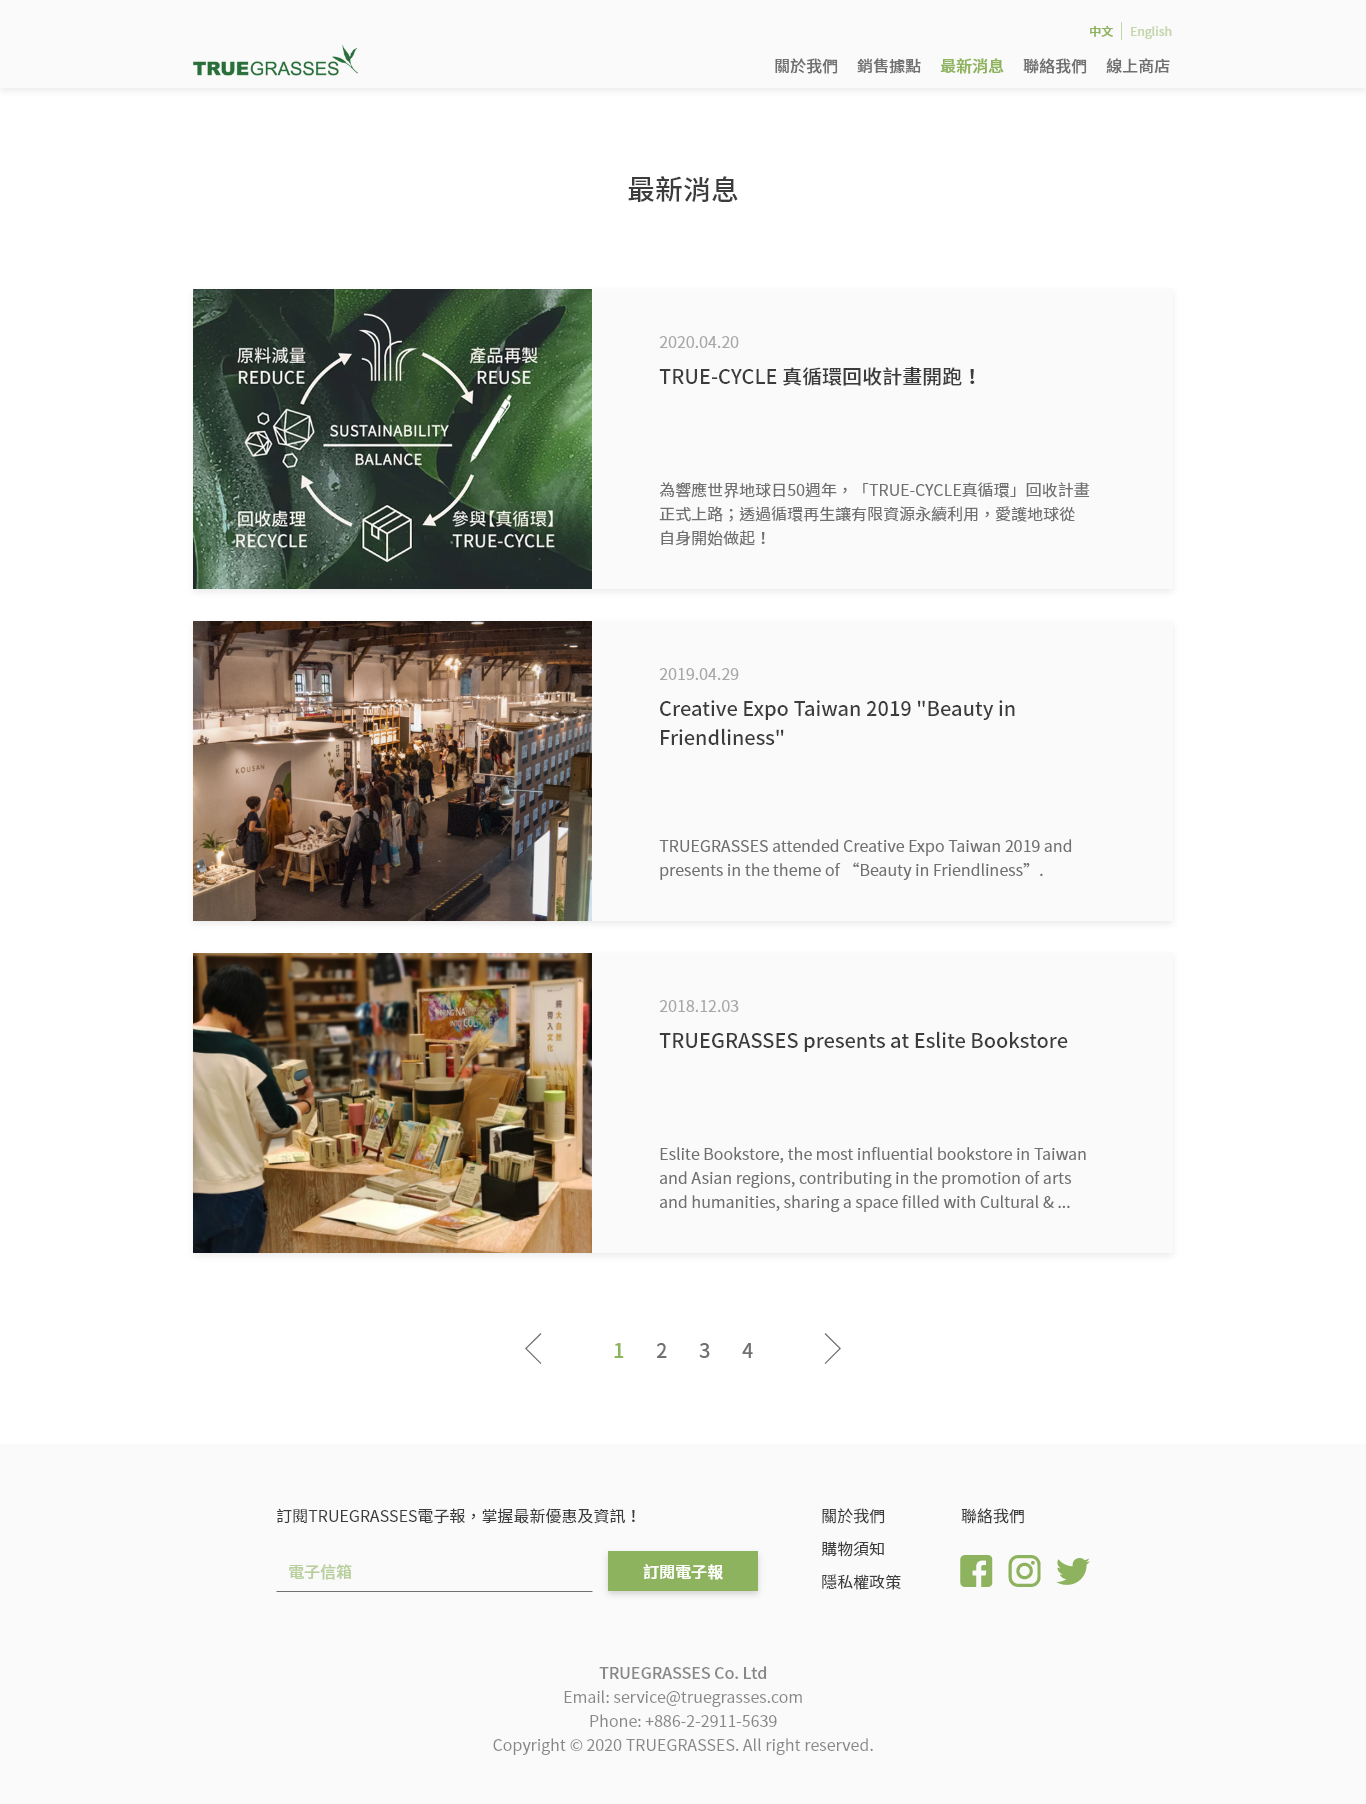 中文 English
TRUEGRASSES
關於我們 銷售據點 最新消息 聯絡我們 線上商店
最新消息
原料減量
REDUCE
產品再製
REUSE
SUSTAINABILITY
BALANCE
回收處理
RECYCLE
參與【真循環】
TRUE-CYCLE
2020.04.20
TRUE-CYCLE 真循環回收計畫開跑！
為響應世界地球日50週年，「TRUE-CYCLE真循環」回收計畫
正式上路；透過循環再生讓有限資源永續利用，愛護地球從
自身開始做起！
KOUSAN
2019.04.29
Creative Expo Taiwan 2019 "Beauty in
Friendliness"
TRUEGRASSES attended Creative Expo Taiwan 2019 and
presents in the theme of “Beauty in Friendliness”.
將大自然
帶入文化
2018.12.03
TRUEGRASSES presents at Eslite Bookstore
Eslite Bookstore, the most influential bookstore in Taiwan
and Asian regions, contributing in the promotion of arts
and humanities, sharing a space filled with Cultural & ...
1 2 3 4
訂閱TRUEGRASSES電子報，掌握最新優惠及資訊！
電子信箱
訂閱電子報
關於我們
購物須知
隱私權政策
聯絡我們
TRUEGRASSES Co. Ltd
Email: service@truegrasses.com
Phone: +886-2-2911-5639
Copyright © 2020 TRUEGRASSES. All right reserved.